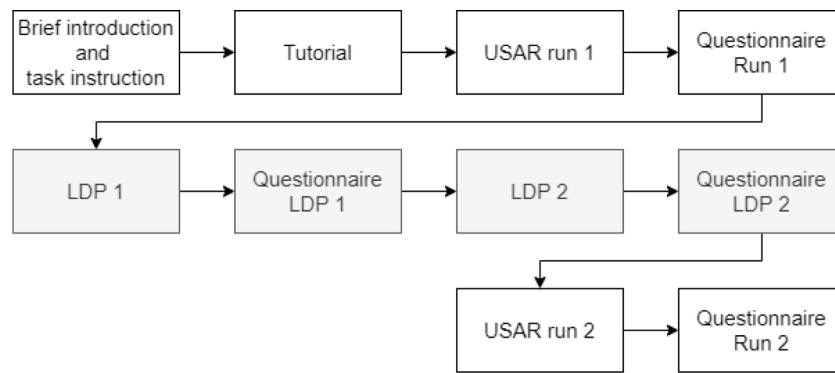 Brief introduction
and
task instruction
Tutorial
USAR run 1
Questionnaire
Run 1
LDP 1
Questionnaire
LDP 1
LDP 2
Questionnaire
LDP 2
USAR run 2
Questionnaire
Run 2